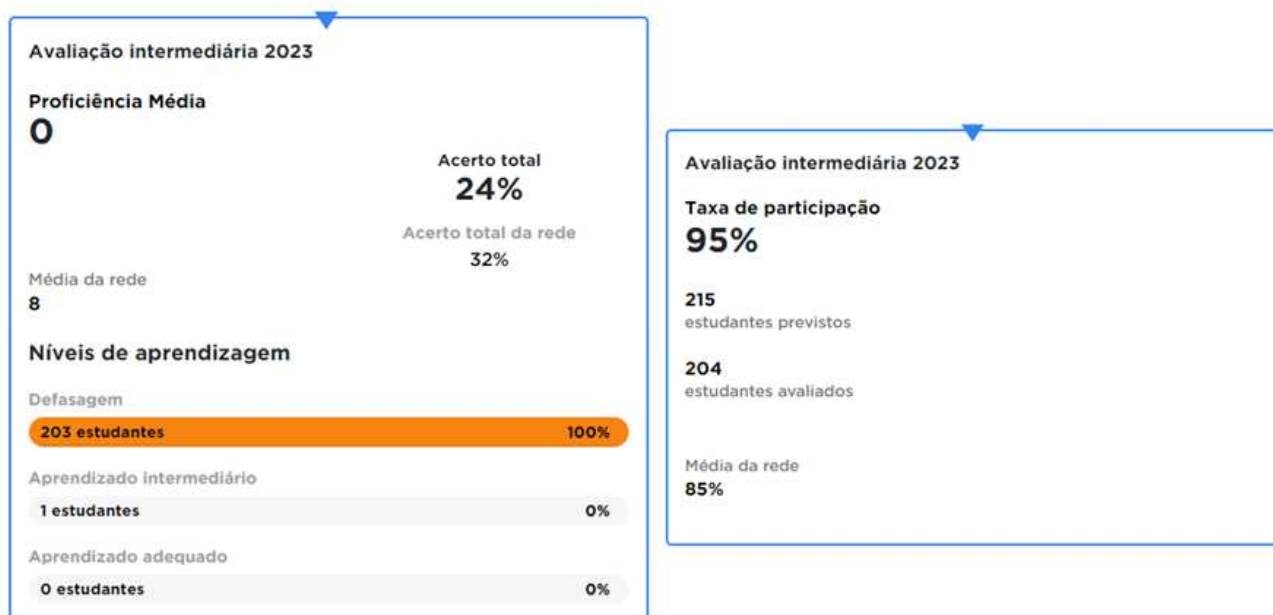 Avaliação intermediária 2023
Proficiência Média
0
Acerto total
24%
Acerto total da rede
32%
Média da rede
8
Níveis de aprendizagem
Defasagem
203 estudantes 100%
Aprendizado intermediário
1 estudantes 0%
Aprendizado adequado
0 estudantes 0%
Avaliação intermediária 2023
Taxa de participação
95%
215
estudantes previstos
204
estudantes avaliados
Média da rede
85%